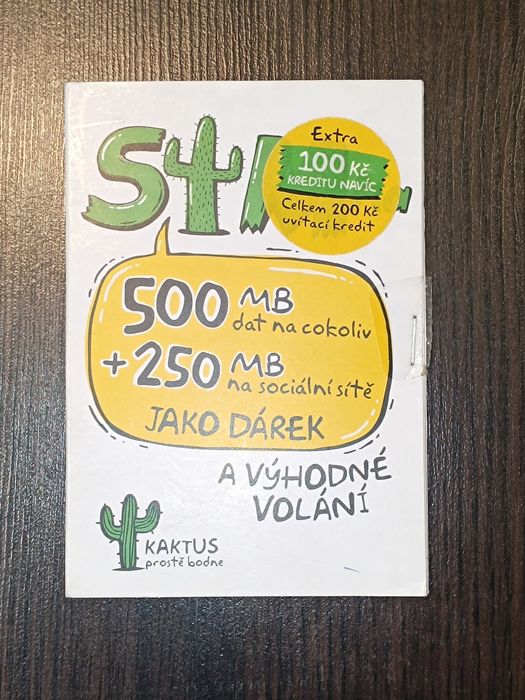 Extra
100 Kč
KREDITU NAVÍC
Celkem 200 Kč
uvítací kredit
500 MB
dat na cokoliv
+ 250 MB
na sociální sítě
JAKO DÁREK
A VÝHODNÉ
VOLÁNÍ
KAKTUS
prostě bodne